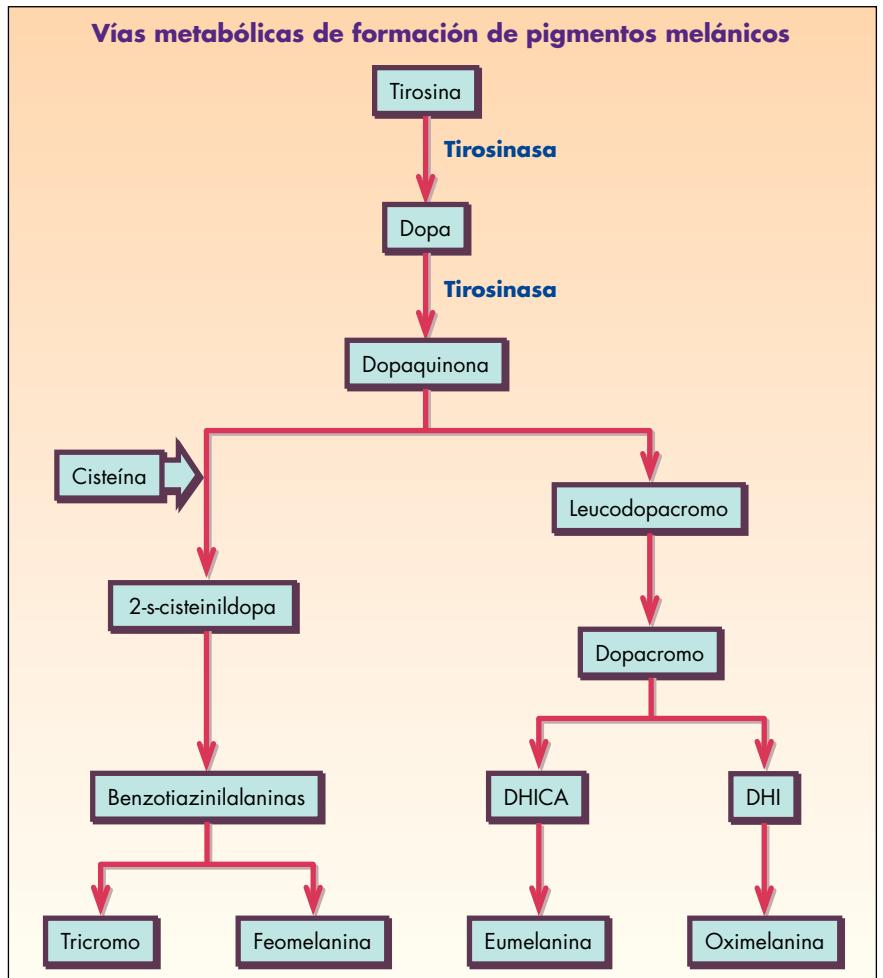 Vías metabólicas de formación de pigmentos melánicos
Tirosina
Tirosinasa
Dopa
Tirosinasa
Dopaquinona
Cisteína
Leucodopacromo
2-s-cisteinildopa
Dopacromo
Benzotiazinilalaninas
DHICA
DHI
Tricromo
Feomelanina
Eumelanina
Oximelanina